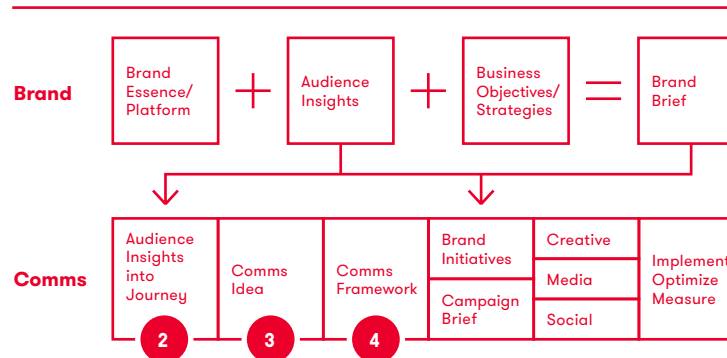 Brand
Brand
Essence/
Platform
+
Audience
Insights
+
Business
Objectives/
Strategies
=
Brand
Brief
Comms
Audience
Insights
into
Journey
2
Comms
Idea
3
Comms
Framework
4
Brand
Initiatives
Campaign
Brief
Creative
Media
Social
Implement
Optimize
Measure